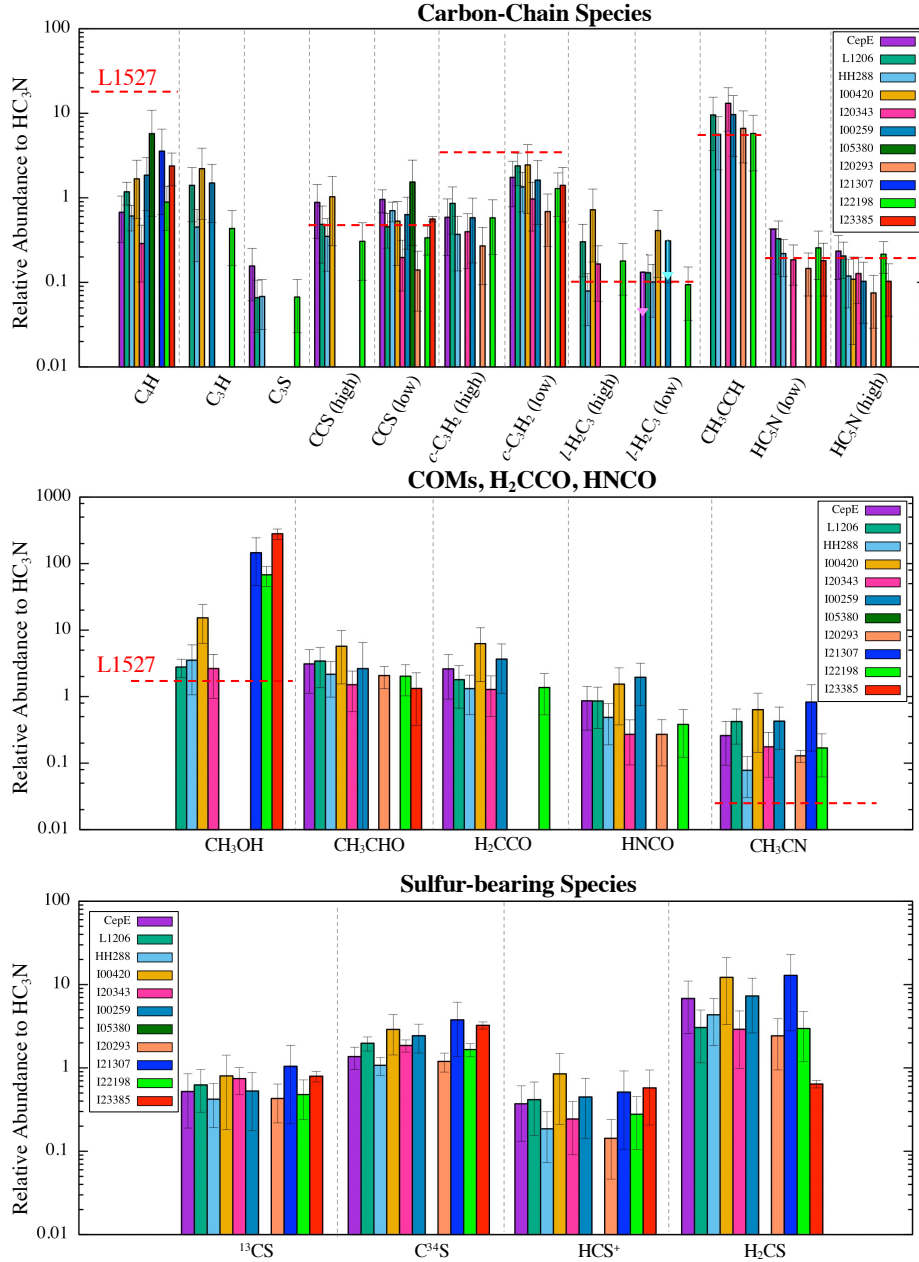 Carbon-Chain Species
Relative Abundance to HC₃N
100
10
1
0.1
0.01
L1527
CepE
L1206
HH288
I00420
I20343
I00259
I05380
I20293
I21307
I22198
I23385
C₄H
C₃H
C₃S
CCS (high)
CCS (low)
c-C₃H₂ (high)
c-C₃H₂ (low)
l-H₂C₃ (high)
l-H₂C₃ (low)
CH₃CCH
HC₅N (low)
HC₅N (high)
COMs, H₂CCO, HNCO
Relative Abundance to HC₃N
1000
100
10
1
0.1
0.01
L1527
CepE
L1206
HH288
I00420
I20343
I00259
I05380
I20293
I21307
I22198
I23385
CH₃OH
CH₃CHO
H₂CCO
HNCO
CH₃CN
Sulfur-bearing Species
Relative Abundance to HC₃N
100
10
1
0.1
0.01
CepE
L1206
HH288
I00420
I20343
I00259
I05380
I20293
I21307
I22198
I23385
¹³CS
C³⁴S
HCS⁺
H₂CS